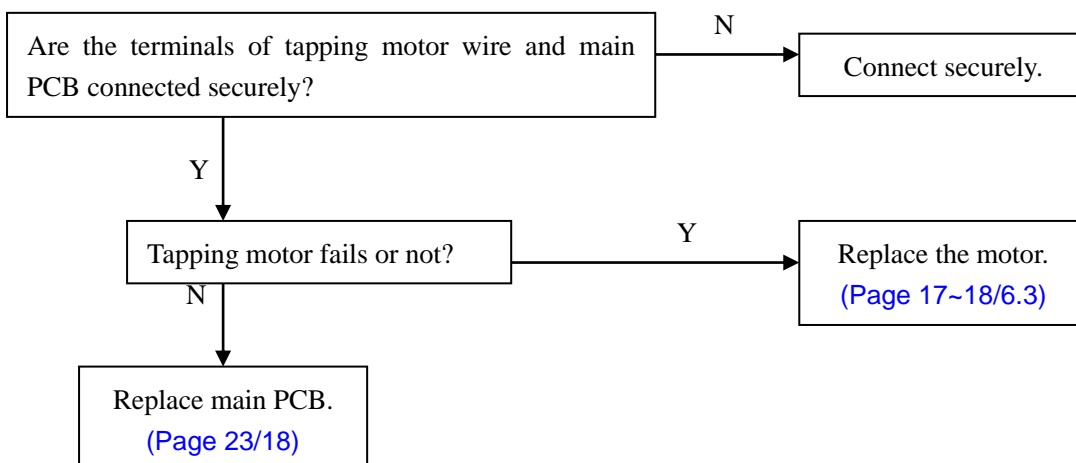 Are the terminals of tapping motor wire and main
PCB connected securely?
N
Connect securely.
Y
Tapping motor fails or not?
Y
Replace the motor.
(Page 17~18/6.3)
N
Replace main PCB.
(Page 23/18)